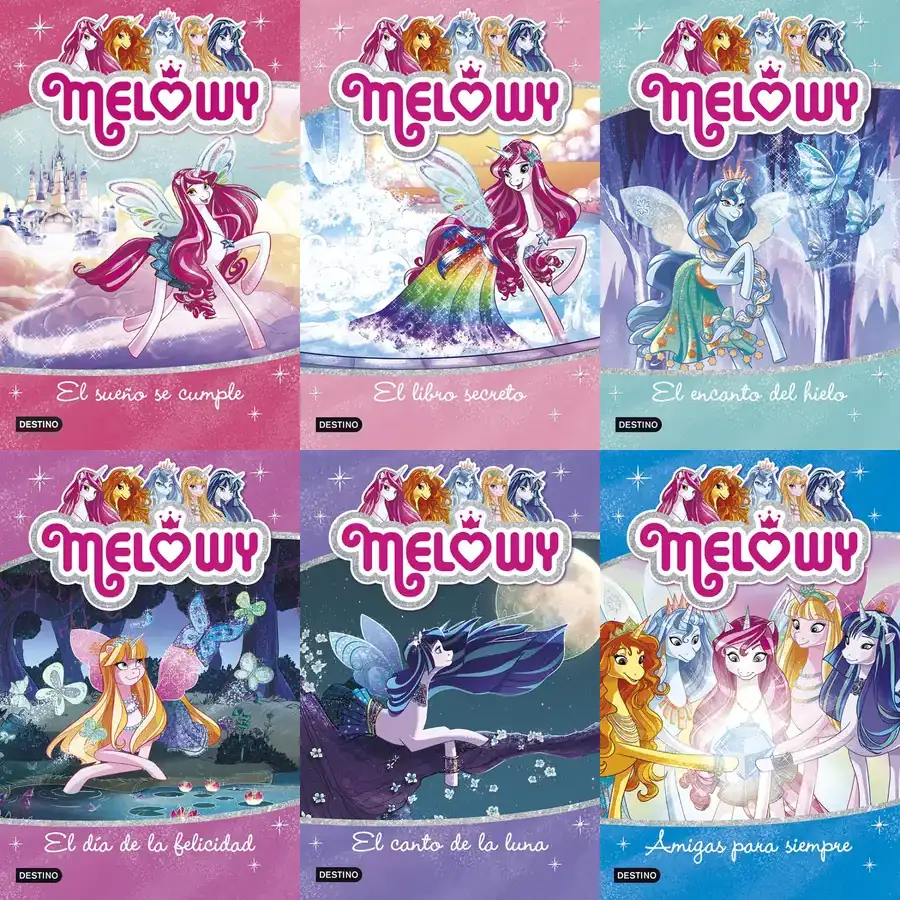 MELOWY
El sueño se cumple
DESTINO
MELOWY
El libro secreto
DESTINO
MELOWY
El encanto del hielo
DESTINO
MELOWY
El día de la felicidad
DESTINO
MELOWY
El canto de la luna
DESTINO
MELOWY
Amigas para siempre
DESTINO